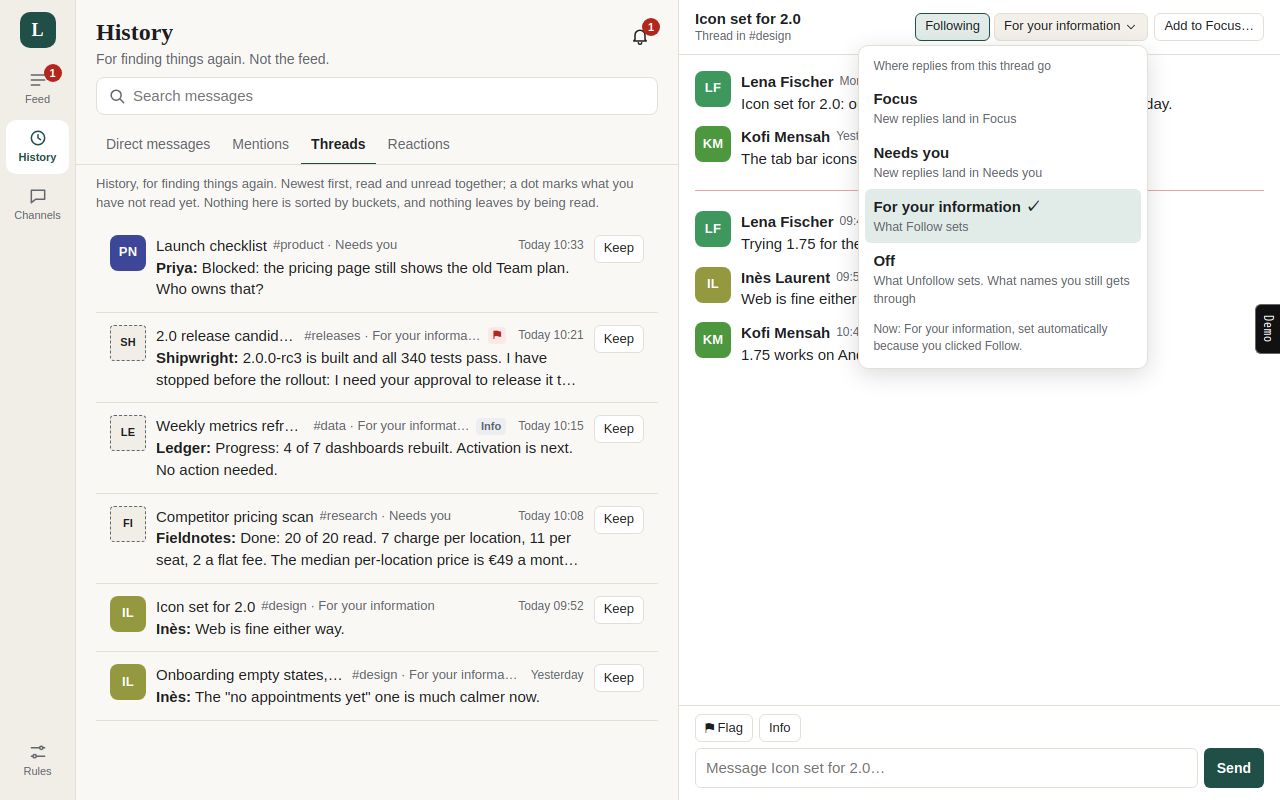 L
1
Feed
History
Channels
Rules
History
For finding things again. Not the feed.
1
Search messages
Direct messages
Mentions
Threads
Reactions
History, for finding things again. Newest first, read and unread together; a dot marks what you
have not read yet. Nothing here is sorted by buckets, and nothing leaves by being read.
PN
Launch checklist #product · Needs you Today 10:33
Keep
Priya: Blocked: the pricing page still shows the old Team plan.
Who owns that?
SH
2.0 release candid… #releases · For your informa… Today 10:21
Keep
Shipwright: 2.0.0-rc3 is built and all 340 tests pass. I have
stopped before the rollout: I need your approval to release it t…
LE
Weekly metrics refr… #data · For your informat… Info Today 10:15
Keep
Ledger: Progress: 4 of 7 dashboards rebuilt. Activation is next.
No action needed.
FI
Competitor pricing scan #research · Needs you Today 10:08
Keep
Fieldnotes: Done: 20 of 20 read. 7 charge per location, 11 per
seat, 2 a flat fee. The median per-location price is €49 a mont…
IL
Icon set for 2.0 #design · For your information Today 09:52
Keep
Inès: Web is fine either way.
IL
Onboarding empty states,… #design · For your informa… Yesterday
Keep
Inès: The "no appointments yet" one is much calmer now.
Icon set for 2.0
Thread in #design
Following
For your information
Add to Focus…
LF
Lena Fischer Mon
Icon set for 2.0: o
day.
KM
Kofi Mensah Yest
The tab bar icons
LF
Lena Fischer 09:4
Trying 1.75 for the
IL
Inès Laurent 09:5
Web is fine either
KM
Kofi Mensah 10:4
1.75 works on And
Where replies from this thread go
Focus
New replies land in Focus
Needs you
New replies land in Needs you
For your information ✓
What Follow sets
Off
What Unfollow sets. What names you still gets
through
Now: For your information, set automatically
because you clicked Follow.
Demo
Flag
Info
Message Icon set for 2.0…
Send